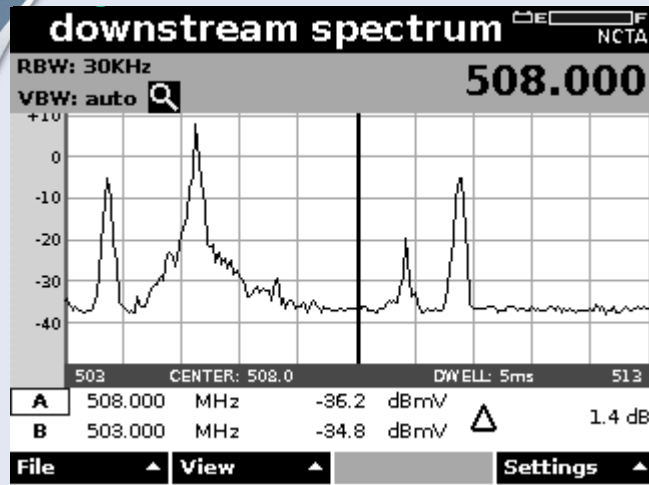 downstream spectrum
E F
NCTA
RBW: 30KHz
VBW: auto
508.000
+10
0
-10
-20
-30
-40
503 CENTER: 508.0 DWELL: 5ms 513
A 508.000 MHz -36.2 dBmV
B 503.000 MHz -34.8 dBmV
Δ 1.4 dB
File View Settings